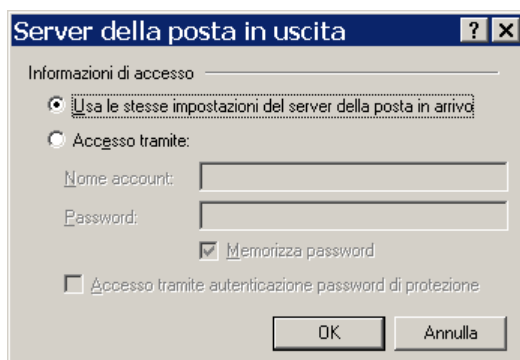 Server della posta in uscita
Informazioni di accesso
Usa le stesse impostazioni del server della posta in arrivo
Accesso tramite:
Nome account:
Password:
Memorizza password
Accesso tramite autenticazione password di protezione
OK Annulla